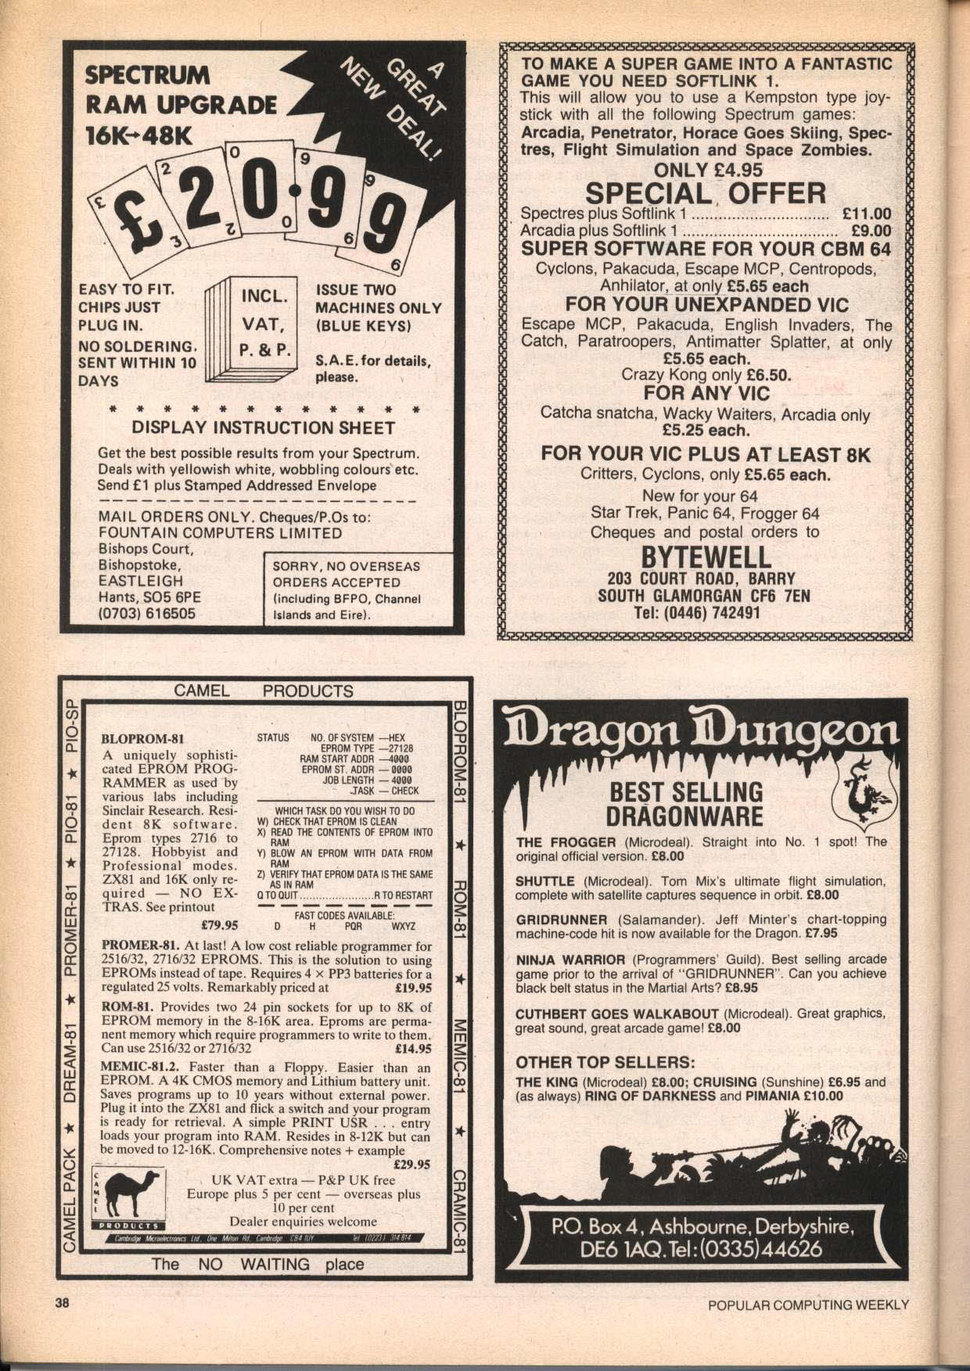 SPECTRUM
RAM UPGRADE
16K→48K
A
GREAT
NEW DEAL!
£20.99
EASY TO FIT.
CHIPS JUST
PLUG IN.
NO SOLDERING.
SENT WITHIN 10
DAYS
INCL.
VAT,
P. & P.
ISSUE TWO
MACHINES ONLY
(BLUE KEYS)
S.A.E. for details,
please.
* * * * * * * * * * * *
DISPLAY INSTRUCTION SHEET
Get the best possible results from your Spectrum.
Deals with yellowish white, wobbling colours etc.
Send £1 plus Stamped Addressed Envelope
MAIL ORDERS ONLY. Cheques/P.Os to:
FOUNTAIN COMPUTERS LIMITED
Bishops Court,
Bishopstoke,
EASTLEIGH
Hants, SO5 6PE
(0703) 616505
SORRY, NO OVERSEAS
ORDERS ACCEPTED
(including BFPO, Channel
Islands and Eire).
TO MAKE A SUPER GAME INTO A FANTASTIC
GAME YOU NEED SOFTLINK 1.
This will allow you to use a Kempston type joy-
stick with all the following Spectrum games:
Arcadia, Penetrator, Horace Goes Skiing, Spec-
tres, Flight Simulation and Space Zombies.
ONLY £4.95
SPECIAL OFFER
Spectres plus Softlink 1 .............................. £11.00
Arcadia plus Softlink 1 .................................. £9.00
SUPER SOFTWARE FOR YOUR CBM 64
Cyclons, Pakacuda, Escape MCP, Centropods,
Anhilator, at only £5.65 each
FOR YOUR UNEXPANDED VIC
Escape MCP, Pakacuda, English Invaders, The
Catch, Paratroopers, Antimatter Splatter, at only
£5.65 each.
Crazy Kong only £6.50.
FOR ANY VIC
Catcha snatcha, Wacky Waiters, Arcadia only
£5.25 each.
FOR YOUR VIC PLUS AT LEAST 8K
Critters, Cyclons, only £5.65 each.
New for your 64
Star Trek, Panic 64, Frogger 64
Cheques and postal orders to
BYTEWELL
203 COURT ROAD, BARRY
SOUTH GLAMORGAN CF6 7EN
Tel: (0446) 742491
CAMEL PRODUCTS
CAMEL PACK ★ DREAM-81 ★ PROMER-81 ★ PIO-81 ★ PIO-SP
BLOPROM-81 ★ ROM-81 ★ MEMIC-81 ★ CRAMIC-81
BLOPROM-81
A uniquely sophisti-
cated EPROM PROG-
RAMMER as used by
various labs including
Sinclair Research. Resi-
dent 8K software.
Eprom types 2716 to
27128. Hobbyist and
Professional modes.
ZX81 and 16K only re-
quired — NO EX-
TRAS. See printout
£79.95
STATUS NO. OF SYSTEM —HEX
EPROM TYPE —27128
RAM START ADDR —4000
EPROM ST. ADDR — 0000
JOB LENGTH — 4000
TASK — CHECK
WHICH TASK DO YOU WISH TO DO
W) CHECK THAT EPROM IS CLEAN
X) READ THE CONTENTS OF EPROM INTO
RAM
Y) BLOW AN EPROM WITH DATA FROM
RAM
Z) VERIFY THAT EPROM DATA IS THE SAME
AS IN RAM
Q TO QUIT......................R TO RESTART
FAST CODES AVAILABLE:
D H PQR WXYZ
PROMER-81. At last! A low cost reliable programmer for
2516/32, 2716/32 EPROMS. This is the solution to using
EPROMs instead of tape. Requires 4 × PP3 batteries for a
regulated 25 volts. Remarkably priced at £19.95
ROM-81. Provides two 24 pin sockets for up to 8K of
EPROM memory in the 8-16K area. Eproms are perma-
nent memory which require programmers to write to them.
Can use 2516/32 or 2716/32 £14.95
MEMIC-81.2. Faster than a Floppy. Easier than an
EPROM. A 4K CMOS memory and Lithium battery unit.
Saves programs up to 10 years without external power.
Plug it into the ZX81 and flick a switch and your program
is ready for retrieval. A simple PRINT USR . . . entry
loads your program into RAM. Resides in 8-12K but can
be moved to 12-16K. Comprehensive notes + example
£29.95
CAMEL
PRODUCTS
UK VAT extra — P&P UK free
Europe plus 5 per cent — overseas plus
10 per cent
Dealer enquiries welcome
Cambridge Microelectronics Ltd, One Milton Rd, Cambridge CB4 1UY Tel (0223) 314814
The NO WAITING place
Dragon Dungeon
BEST SELLING
DRAGONWARE
THE FROGGER (Microdeal). Straight into No. 1 spot! The
original official version. £8.00
SHUTTLE (Microdeal). Tom Mix's ultimate flight simulation,
complete with satellite captures sequence in orbit. £8.00
GRIDRUNNER (Salamander). Jeff Minter's chart-topping
machine-code hit is now available for the Dragon. £7.95
NINJA WARRIOR (Programmers' Guild). Best selling arcade
game prior to the arrival of "GRIDRUNNER". Can you achieve
black belt status in the Martial Arts? £8.95
CUTHBERT GOES WALKABOUT (Microdeal). Great graphics,
great sound, great arcade game! £8.00
OTHER TOP SELLERS:
THE KING (Microdeal) £8.00; CRUISING (Sunshine) £6.95 and
(as always) RING OF DARKNESS and PIMANIA £10.00
P.O. Box 4, Ashbourne, Derbyshire,
DE6 1AQ. Tel: (0335) 44626
38
POPULAR COMPUTING WEEKLY